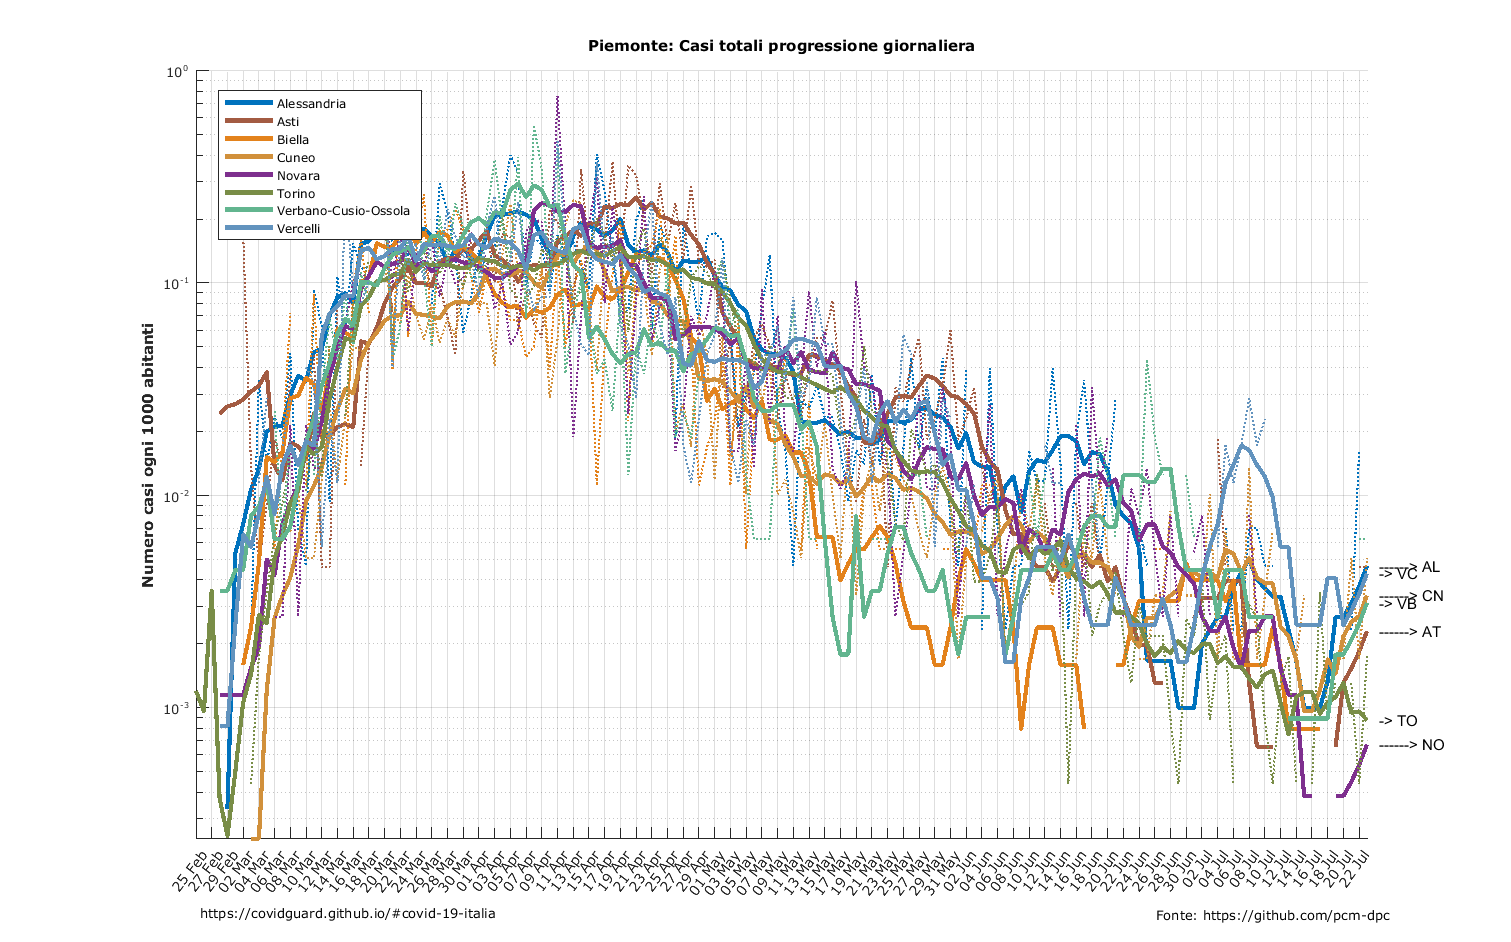 Piemonte: Casi totali progressione giornaliera
Numero casi ogni 1000 abitanti
10⁰
10⁻¹
10⁻²
10⁻³
Alessandria
Asti
Biella
Cuneo
Novara
Torino
Verbano-Cusio-Ossola
Vercelli
------> AL
-> VC
------> CN
-> VB
------> AT
-> TO
------> NO
25 Feb
27 Feb
29 Feb
02 Mar
04 Mar
06 Mar
08 Mar
10 Mar
12 Mar
14 Mar
16 Mar
18 Mar
20 Mar
22 Mar
24 Mar
26 Mar
28 Mar
30 Mar
01 Apr
03 Apr
05 Apr
07 Apr
09 Apr
11 Apr
13 Apr
15 Apr
17 Apr
19 Apr
21 Apr
23 Apr
25 Apr
27 Apr
29 Apr
01 May
03 May
05 May
07 May
09 May
11 May
13 May
15 May
17 May
19 May
21 May
23 May
25 May
27 May
29 May
31 May
02 Jun
04 Jun
06 Jun
08 Jun
10 Jun
12 Jun
14 Jun
16 Jun
18 Jun
20 Jun
22 Jun
24 Jun
26 Jun
28 Jun
30 Jun
02 Jul
04 Jul
06 Jul
08 Jul
10 Jul
12 Jul
14 Jul
16 Jul
18 Jul
20 Jul
22 Jul
https://covidguard.github.io/#covid-19-italia
Fonte: https://github.com/pcm-dpc